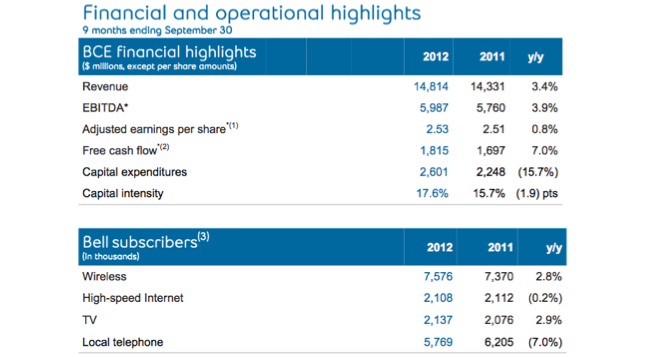 Financial and operational highlights
9 months ending September 30
BCE financial highlights 2012 2011 y/y
($ millions, except per share amounts)
Revenue 14,814 14,331 3.4%
EBITDA* 5,987 5,760 3.9%
Adjusted earnings per share*(1) 2.53 2.51 0.8%
Free cash flow*(2) 1,815 1,697 7.0%
Capital expenditures 2,601 2,248 (15.7%)
Capital intensity 17.6% 15.7% (1.9) pts
Bell subscribers(3) 2012 2011 y/y
(In thousands)
Wireless 7,576 7,370 2.8%
High-speed Internet 2,108 2,112 (0.2%)
TV 2,137 2,076 2.9%
Local telephone 5,769 6,205 (7.0%)